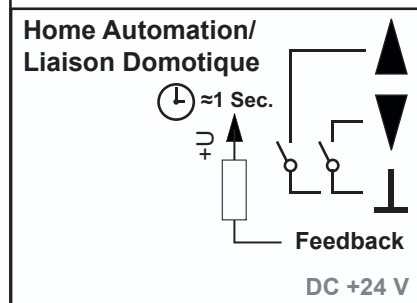 Home Automation/
Liaison Domotique
≈1 Sec.
+U
Feedback
DC +24 V